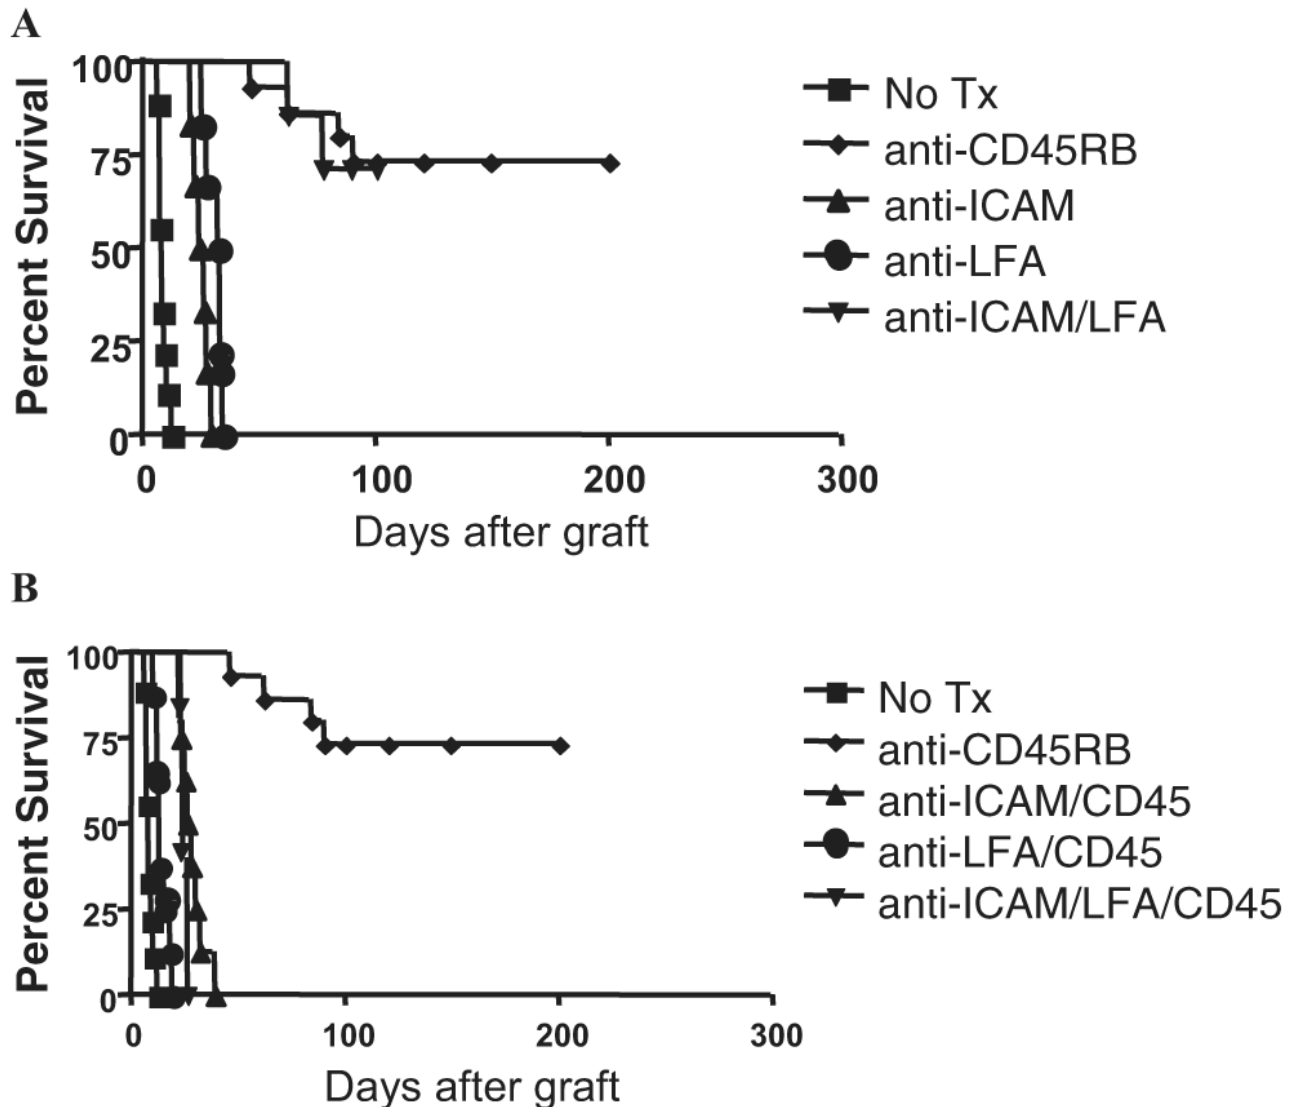 A
100
75
50
25
0
Percent Survival
0 100 200 300
Days after graft
No Tx
anti-CD45RB
anti-ICAM
anti-LFA
anti-ICAM/LFA
B
100
75
50
25
0
Percent Survival
0 100 200 300
Days after graft
No Tx
anti-CD45RB
anti-ICAM/CD45
anti-LFA/CD45
anti-ICAM/LFA/CD45